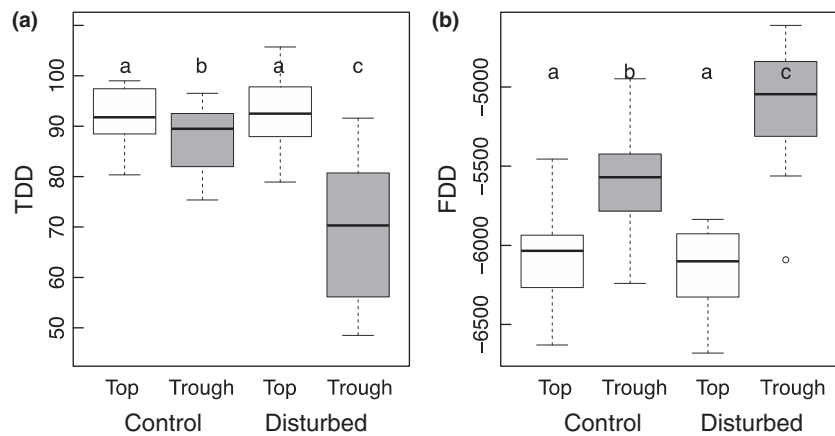 (a)
TDD
100
90
80
70
60
50
a b a c
Top Trough Top Trough
Control Disturbed
(b)
FDD
−5000
−5500
−6000
−6500
a b a c
Top Trough Top Trough
Control Disturbed